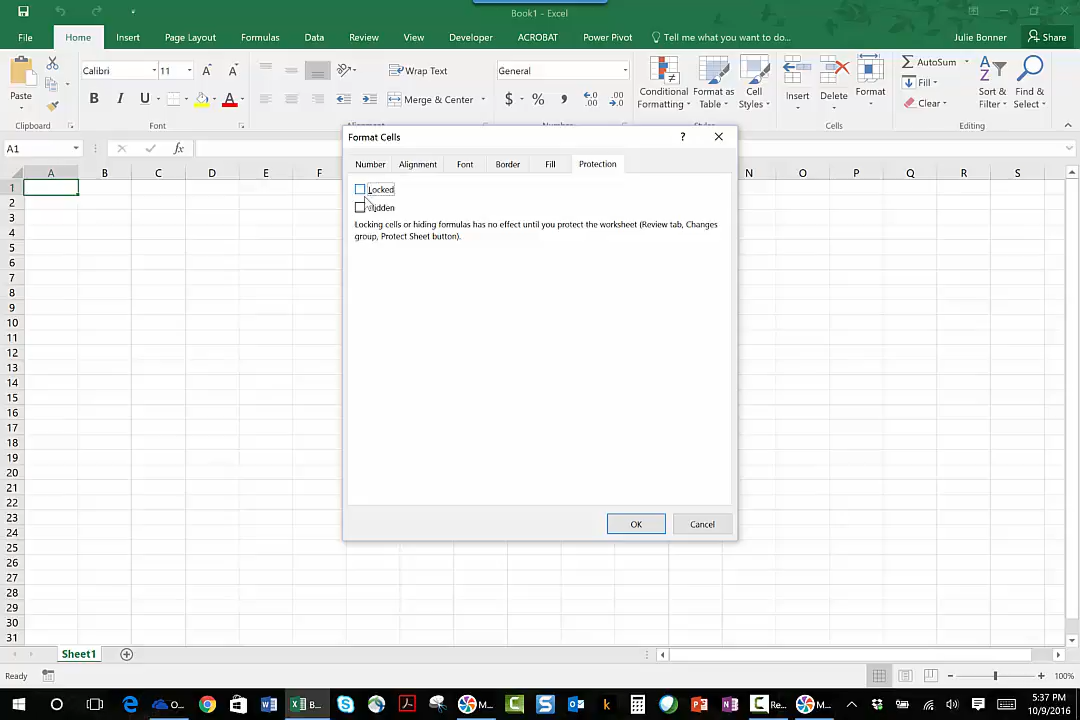 Book1 - Excel
File Home Insert Page Layout Formulas Data Review View Developer ACROBAT Power Pivot Tell me what you want to do... Julie Bonner Share
Paste
Clipboard
Calibri 11
B I U A
Font
Wrap Text
Merge & Center
General
$ %
Conditional Formatting
Format as Table
Cell Styles
Insert Delete Format
Cells
AutoSum
Fill
Clear
Sort & Filter
Find & Select
Editing
A1 fx
A B C D E F N O P Q R S
1
2
3
4
5
6
7
8
9
10
11
12
13
14
15
16
17
18
19
20
21
22
23
24
25
26
27
28
29
30
31
Format Cells ?
Number Alignment Font Border Fill Protection
Locked
Locking cells or hiding formulas has no effect until you protect the worksheet (Review tab, Changes
group, Protect Sheet button).
OK Cancel
Sheet1
Ready 100%
O... B... M... Re... M...
5:37 PM
10/9/2016